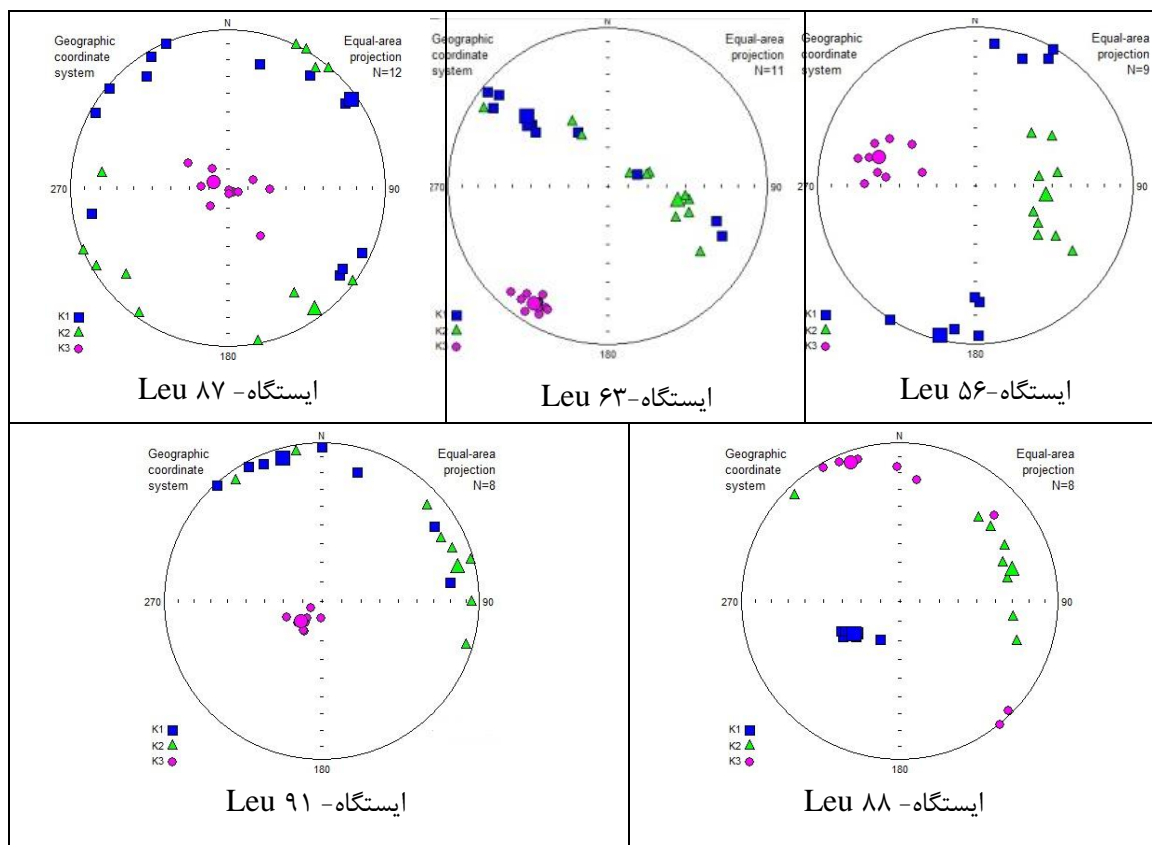 N
Geographic
coordinate
system
Equal-area
projection
N=12
270
90
K1
K2
K3
180
ایستگاه- Leu ۸۷
Geographic
coordinate
system
Equal-area
projection
N=11
270
90
K1
K2
K3
180
ایستگاه-Leu ۶۳
N
Geographic
coordinate
system
Equal-area
projection
N=9
270
90
K1
K2
K3
180
ایستگاه-Leu ۵۶
N
Geographic
coordinate
system
Equal-area
projection
N=8
270
90
K1
K2
K3
180
ایستگاه- Leu ۹۱
N
Geographic
coordinate
system
Equal-area
projection
N=8
270
90
K1
K2
K3
180
ایستگاه- Leu ۸۸